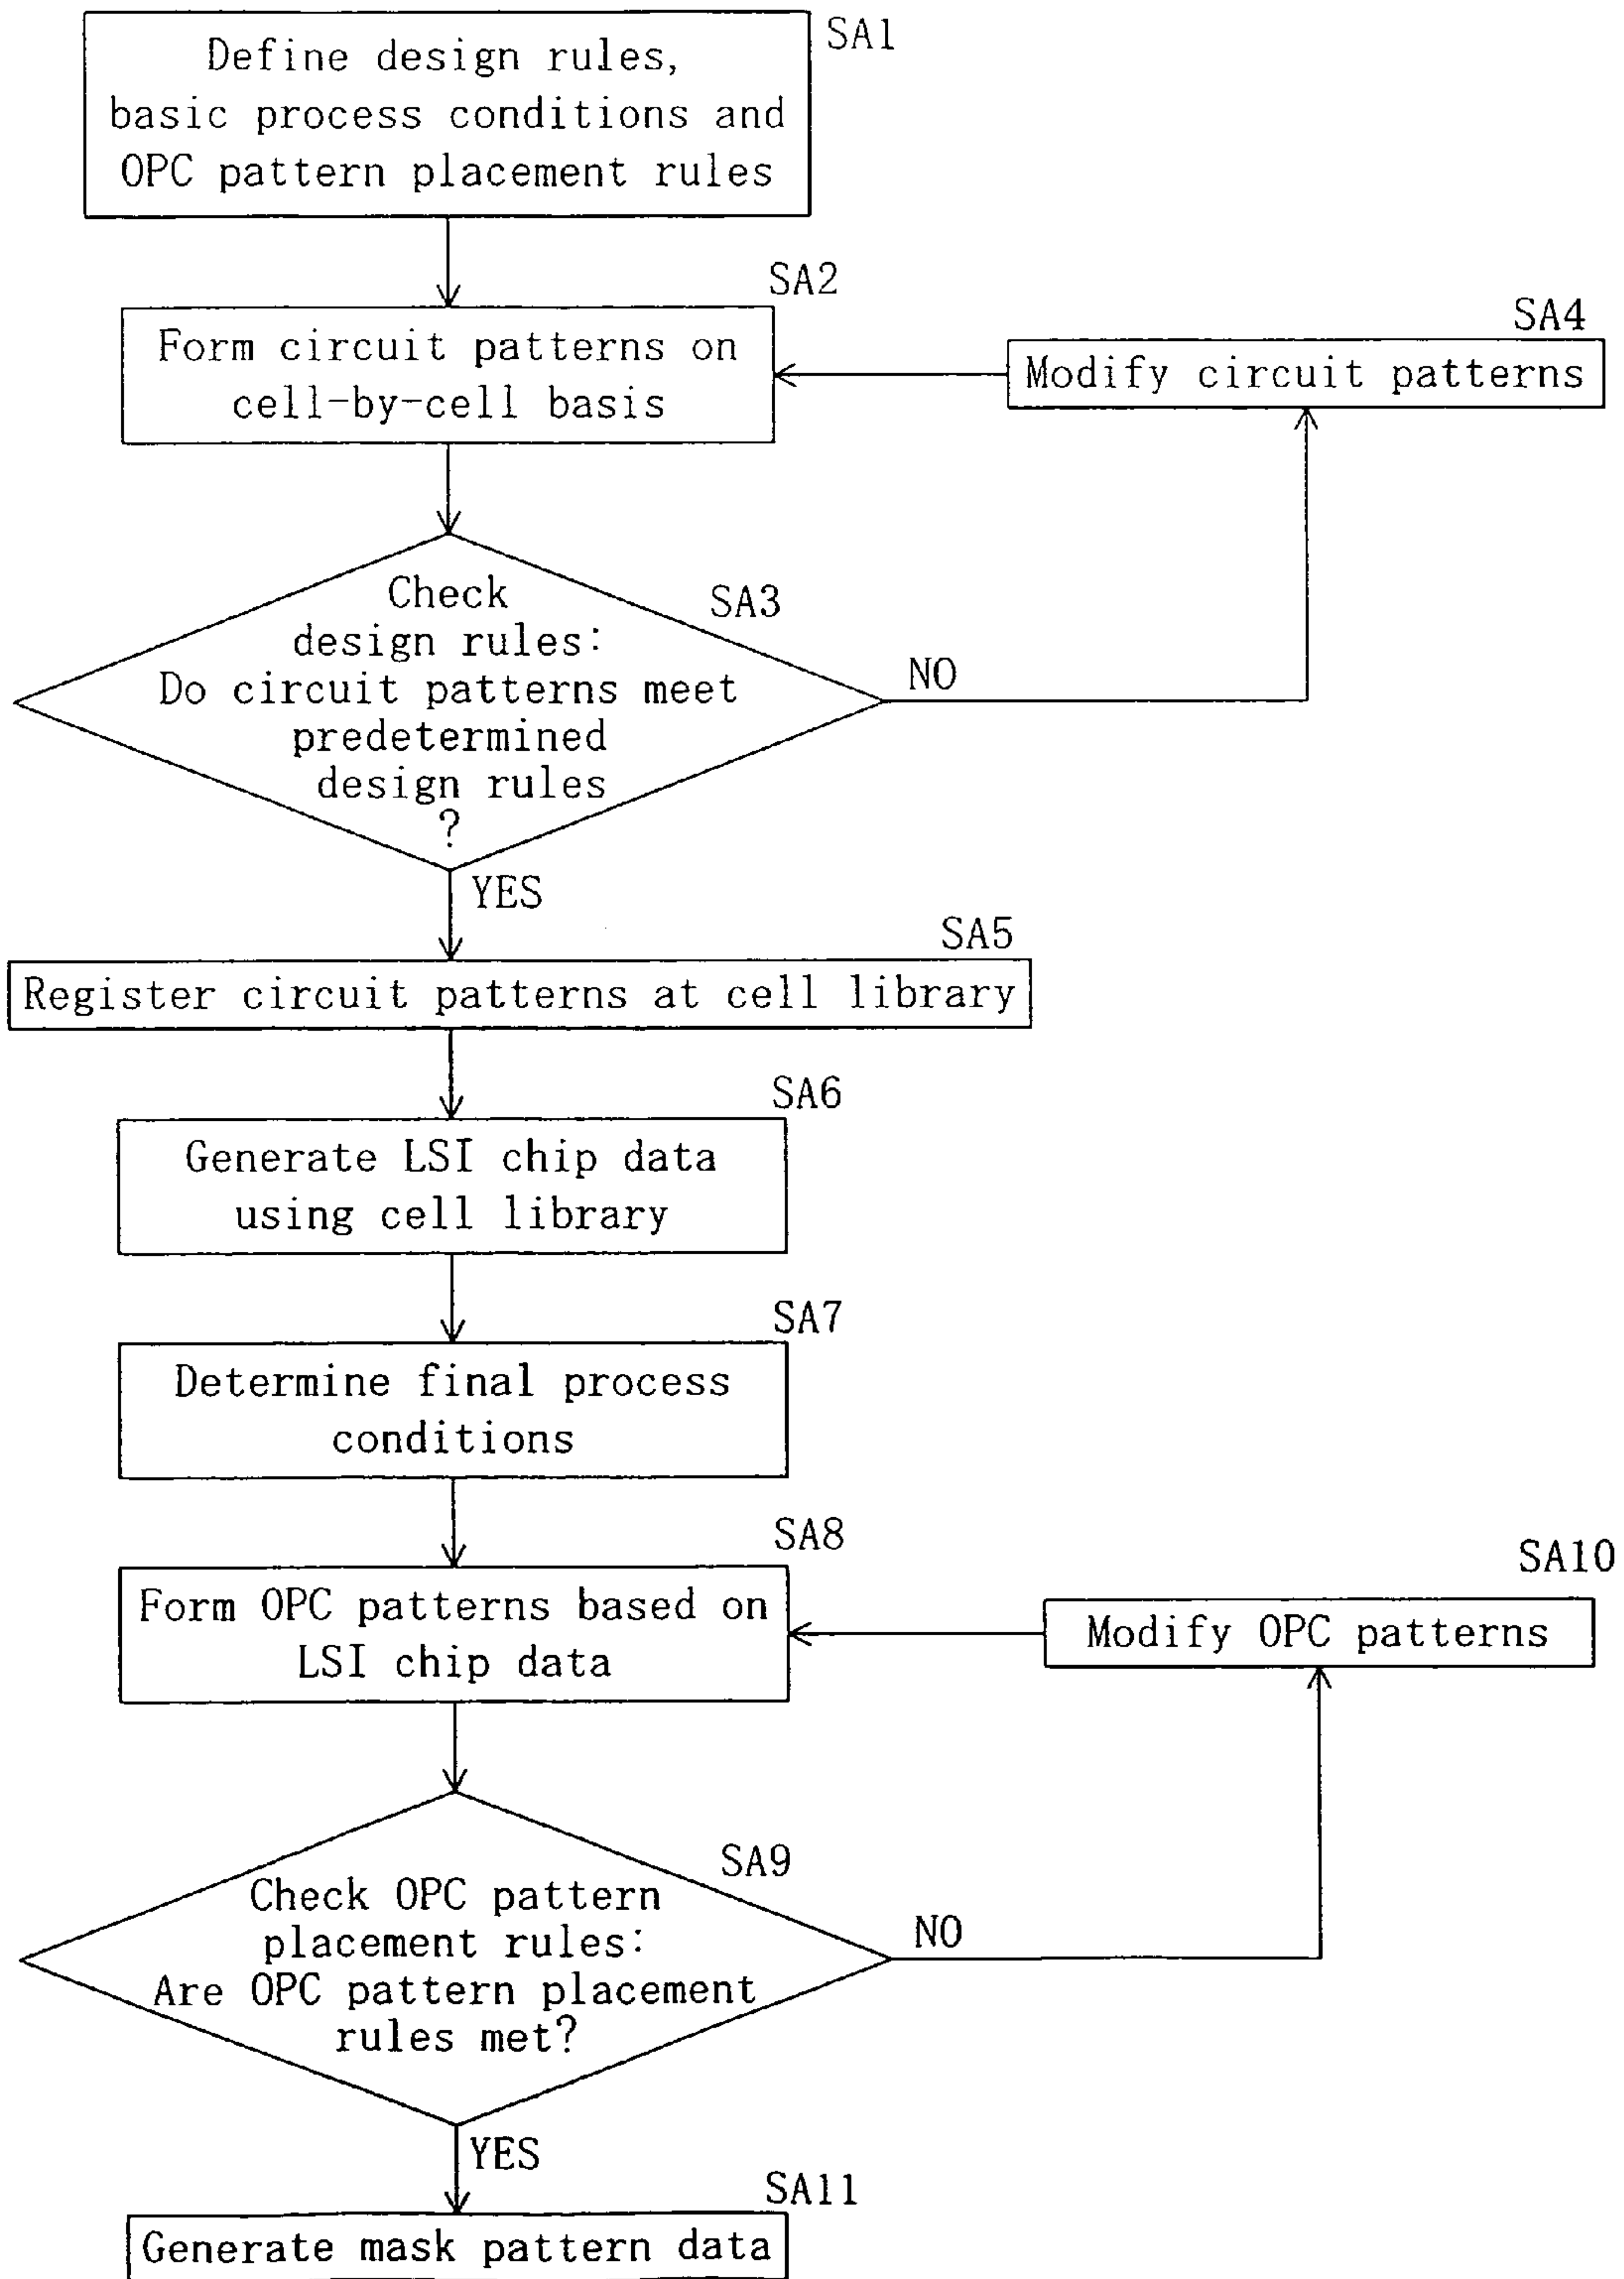 SA1
Define design rules,
basic process conditions and
OPC pattern placement rules
SA2
Form circuit patterns on
cell-by-cell basis
SA4
Modify circuit patterns
SA3
Check
design rules:
Do circuit patterns meet
predetermined
design rules
?
NO
YES
SA5
Register circuit patterns at cell library
SA6
Generate LSI chip data
using cell library
SA7
Determine final process
conditions
SA8
Form OPC patterns based on
LSI chip data
SA10
Modify OPC patterns
SA9
Check OPC pattern
placement rules:
Are OPC pattern placement
rules met?
NO
YES
SA11
Generate mask pattern data